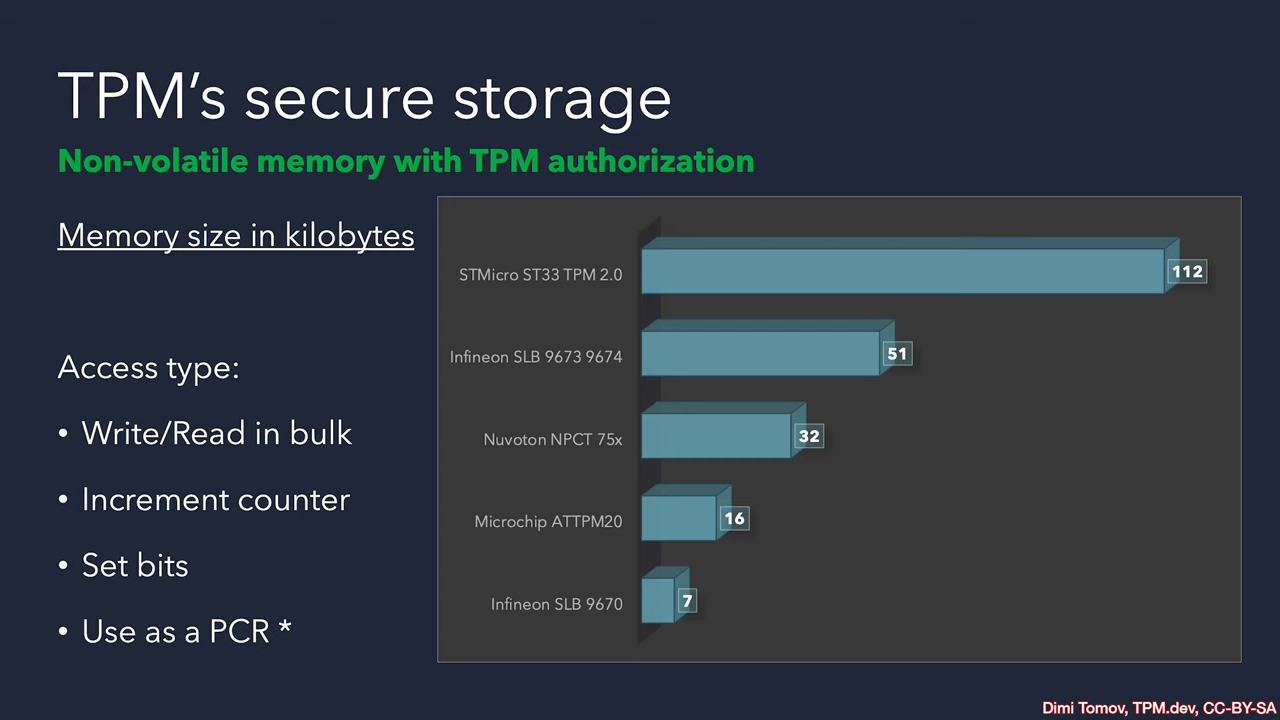 TPM’s secure storage
Non-volatile memory with TPM authorization
Memory size in kilobytes
Access type:
• Write/Read in bulk
• Increment counter
• Set bits
• Use as a PCR *
STMicro ST33 TPM 2.0
112
Infineon SLB 9673 9674
51
Nuvoton NPCT 75x
32
Microchip ATTPM20
16
Infineon SLB 9670
7
Dimi Tomov, TPM.dev, CC-BY-SA